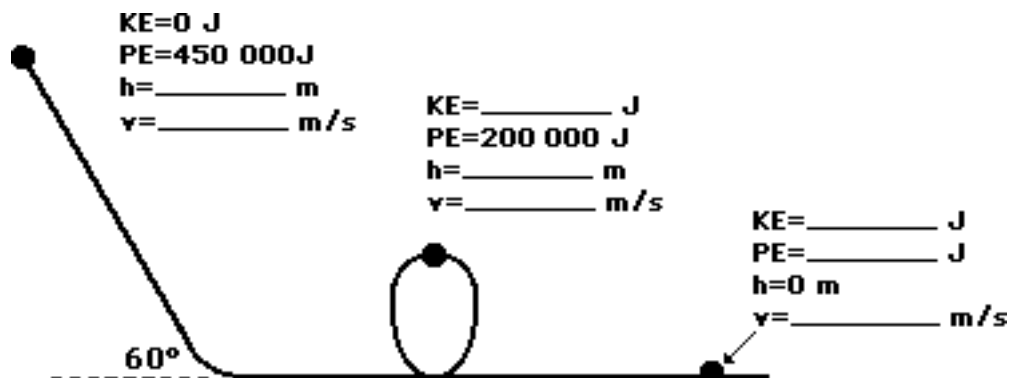 KE=0 J
PE=450 000J
h=________ m
v=________ m/s
KE=________ J
PE=200 000 J
h=________ m
v=________ m/s
KE=________ J
PE=________ J
h=0 m
v=________ m/s
60°